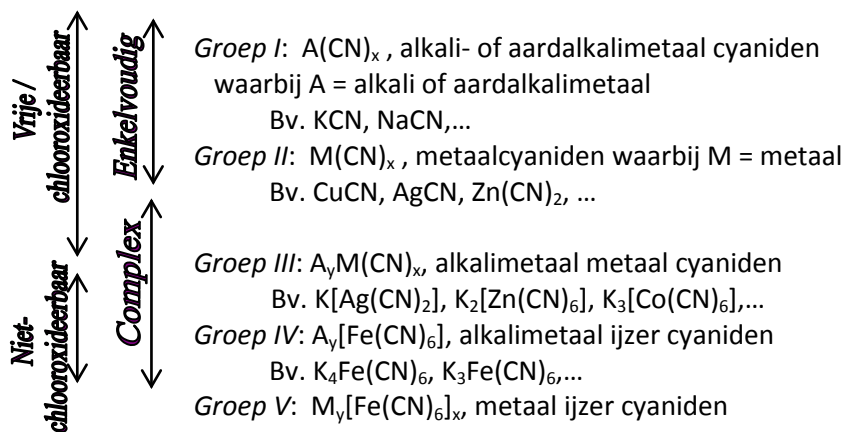 Vrije /
chlooroxideerbaar
Enkelvoudig
Groep I: A(CN)ₓ , alkali- of aardalkalimetaal cyaniden
waarbij A = alkali of aardalkalimetaal
Bv. KCN, NaCN,...
Groep II: M(CN)ₓ , metaalcyaniden waarbij M = metaal
Bv. CuCN, AgCN, Zn(CN)₂, ...
Niet-
chlooroxideerbaar
Complex
Groep III: AᵧM(CN)ₓ, alkalimetaal metaal cyaniden
Bv. K[Ag(CN)₂], K₂[Zn(CN)₆], K₃[Co(CN)₆],...
Groep IV: Aᵧ[Fe(CN)₆], alkalimetaal ijzer cyaniden
Bv. K₄Fe(CN)₆, K₃Fe(CN)₆,...
Groep V: Mᵧ[Fe(CN)₆]ₓ, metaal ijzer cyaniden